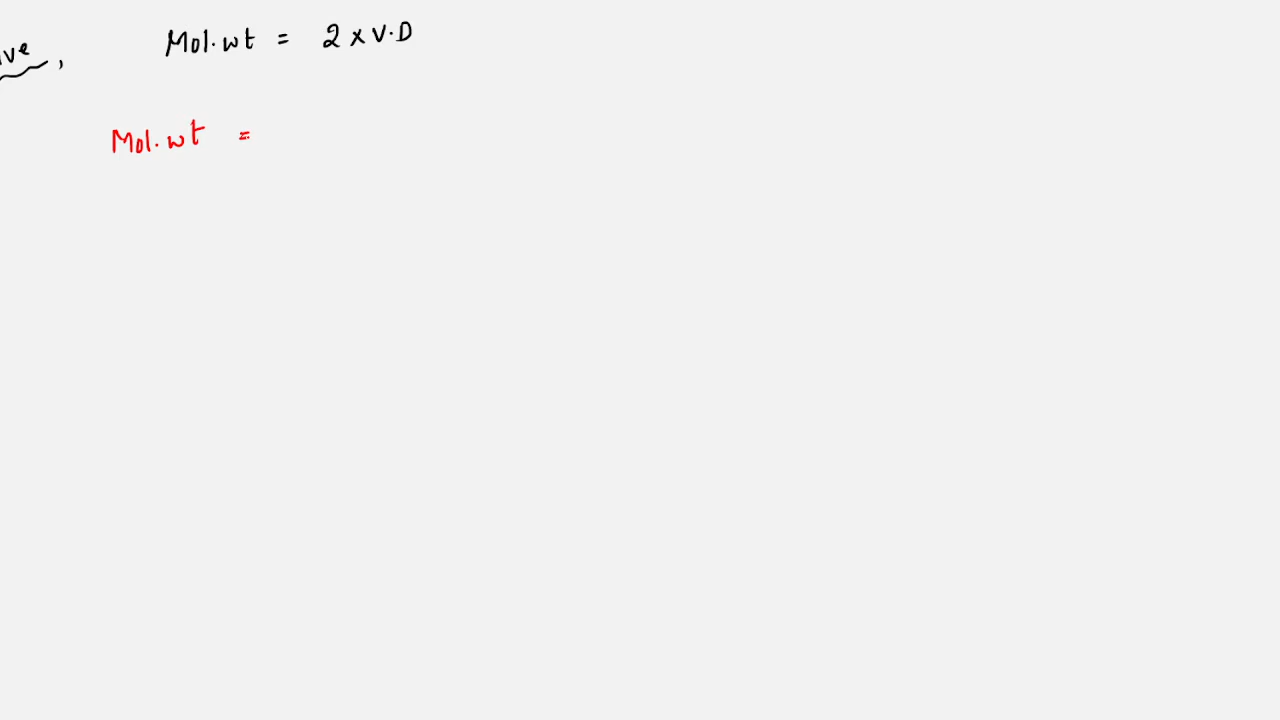 Mol.wt = 2 x V.D
,
Mol.wt =